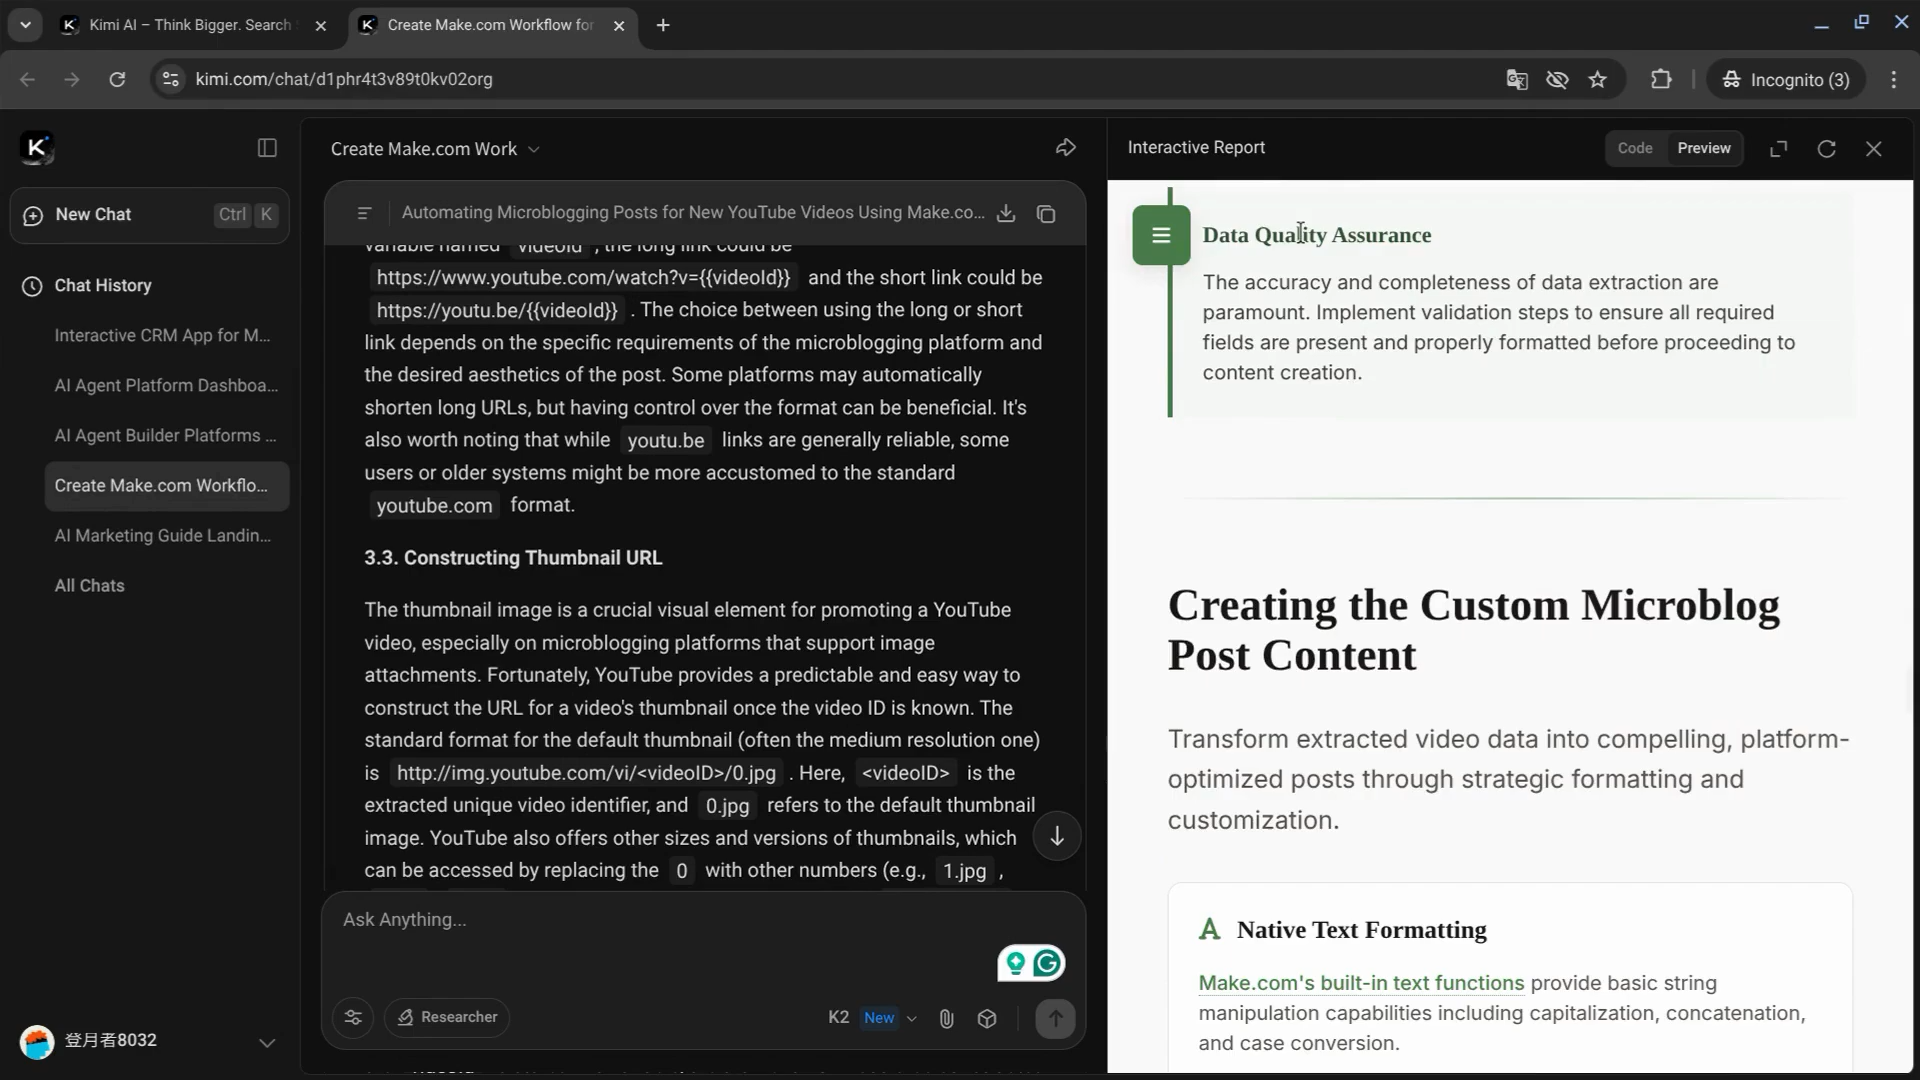 Kimi AI – Think Bigger. Search
Create Make.com Workflow for
kimi.com/chat/d1phr4t3v89t0kv02org
Incognito (3)
K
New Chat
Ctrl K
Chat History
Interactive CRM App for M...
AI Agent Platform Dashboa...
AI Agent Builder Platforms ...
Create Make.com Workflo...
AI Marketing Guide Landin...
All Chats
登月者8032
Create Make.com Work
Automating Microblogging Posts for New YouTube Videos Using Make.co...
variable named videoId , the long link could be
https://www.youtube.com/watch?v={{videoId}} and the short link could be
https://youtu.be/{{videoId}} . The choice between using the long or short
link depends on the specific requirements of the microblogging platform and
the desired aesthetics of the post. Some platforms may automatically
shorten long URLs, but having control over the format can be beneficial. It's
also worth noting that while youtu.be links are generally reliable, some
users or older systems might be more accustomed to the standard
youtube.com format.
3.3. Constructing Thumbnail URL
The thumbnail image is a crucial visual element for promoting a YouTube
video, especially on microblogging platforms that support image
attachments. Fortunately, YouTube provides a predictable and easy way to
construct the URL for a video's thumbnail once the video ID is known. The
standard format for the default thumbnail (often the medium resolution one)
is http://img.youtube.com/vi/<videoID>/0.jpg . Here, <videoID> is the
extracted unique video identifier, and 0.jpg refers to the default thumbnail
image. YouTube also offers other sizes and versions of thumbnails, which
can be accessed by replacing the 0 with other numbers (e.g., 1.jpg ,
Ask Anything...
Researcher
K2 New
Interactive Report
Code Preview
Data Quality Assurance
The accuracy and completeness of data extraction are
paramount. Implement validation steps to ensure all required
fields are present and properly formatted before proceeding to
content creation.
Creating the Custom Microblog
Post Content
Transform extracted video data into compelling, platform-
optimized posts through strategic formatting and
customization.
A Native Text Formatting
Make.com's built-in text functions provide basic string
manipulation capabilities including capitalization, concatenation,
and case conversion.